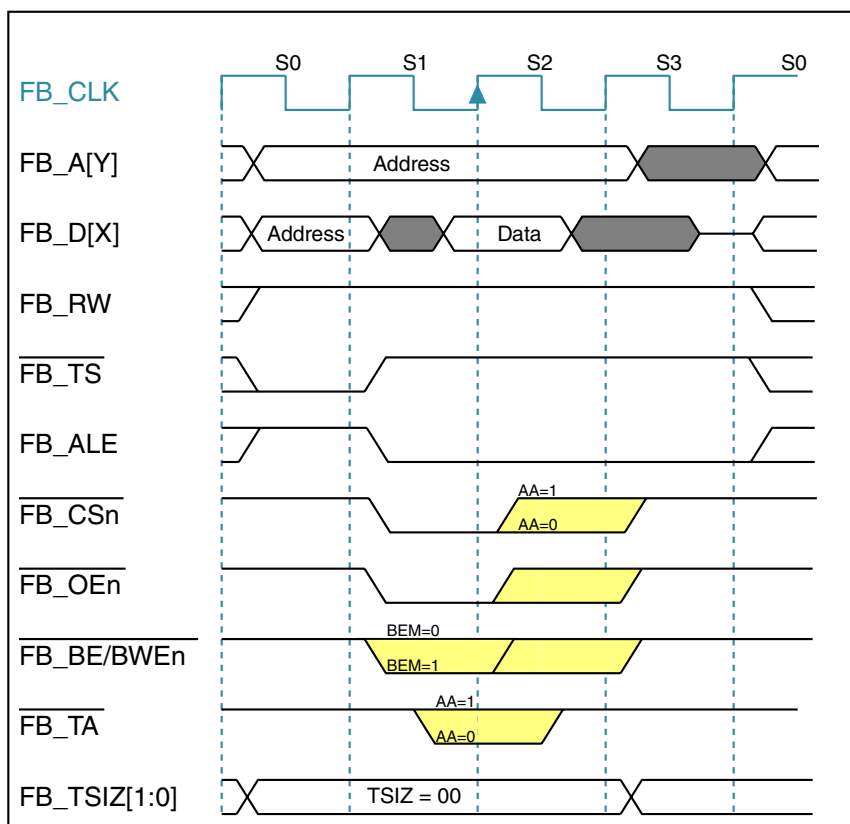 S0 S1 S2 S3 S0
FB_CLK
FB_A[Y] Address
FB_D[X] Address Data
FB_RW
FB_TS
FB_ALE
AA=1
FB_CSn
AA=0
FB_OEn
BEM=0
FB_BE/BWEn
BEM=1
AA=1
FB_TA
AA=0
FB_TSIZ[1:0] TSIZ = 00